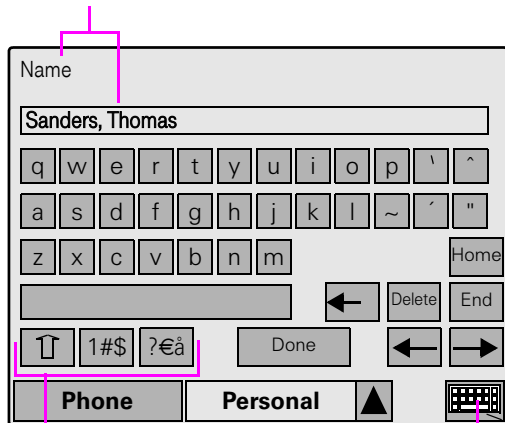 Name
Sanders, Thomas
q w e r t y u i o p \ ^
a s d f g h j k l ~ ´ "
z x c v b n m Home
Delete End
1#$ ?€å Done
Phone Personal